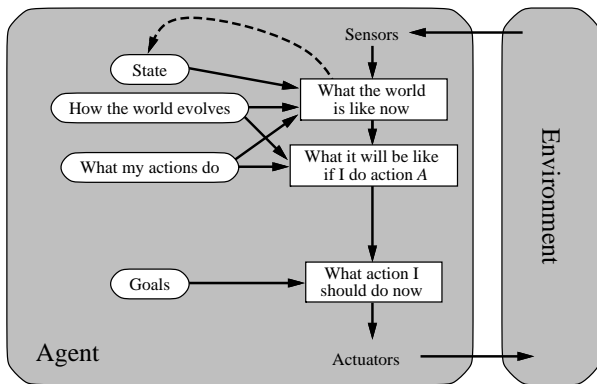 Sensors
State
What the world
is like now
How the world evolves
What my actions do
What it will be like
if I do action A
Environment
Goals
What action I
should do now
Agent
Actuators